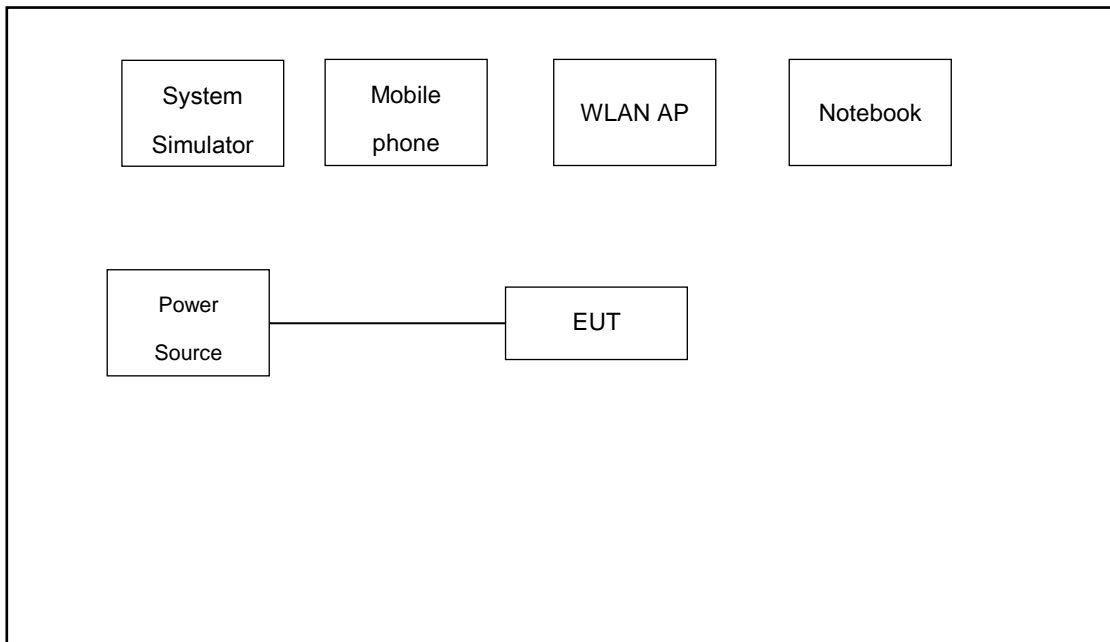 System
Simulator
Mobile
phone
WLAN AP
Notebook
Power
Source
EUT